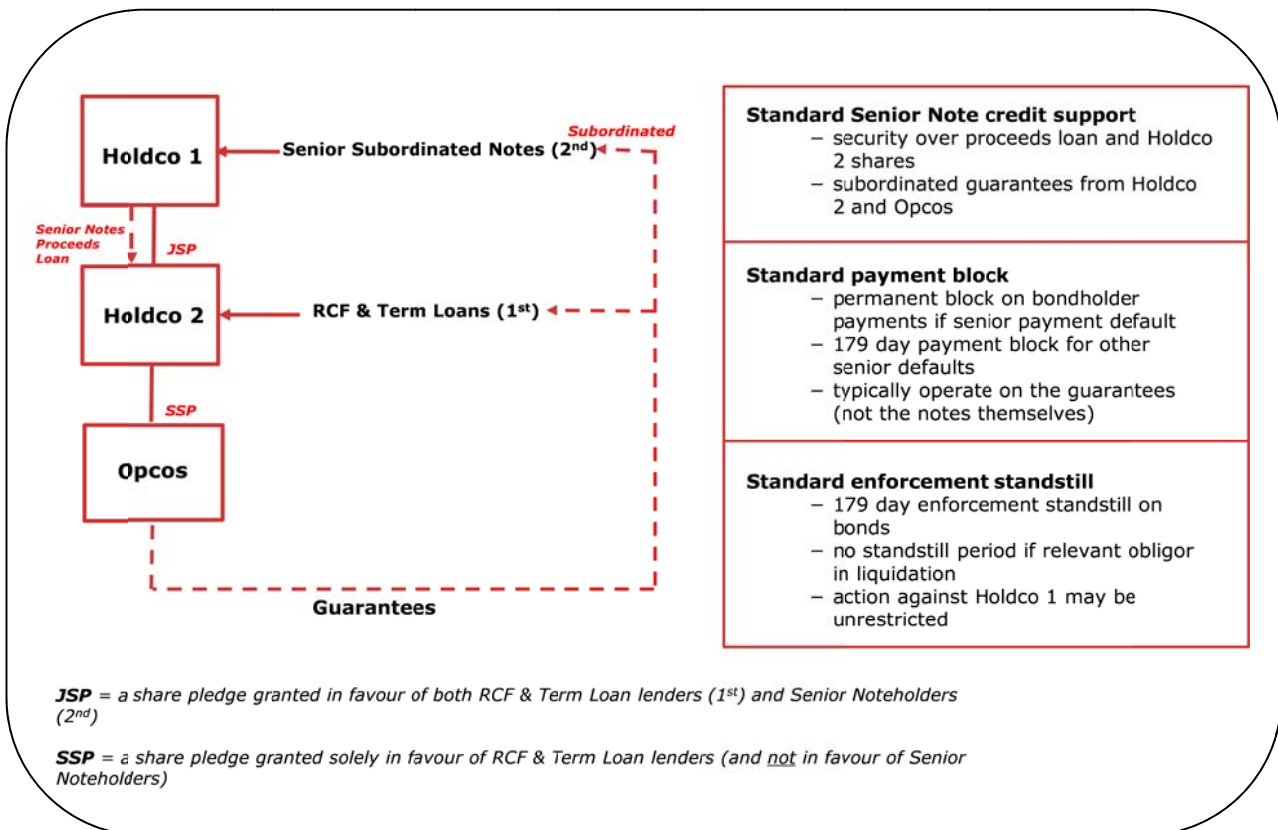 Holdco 1
Senior Subordinated Notes (2nd)
Subordinated
Senior Notes
Proceeds
Loan
JSP
Holdco 2
RCF & Term Loans (1st)
SSP
Opcos
Guarantees
Standard Senior Note credit support
– security over proceeds loan and Holdco
2 shares
– subordinated guarantees from Holdco
2 and Opcos
Standard payment block
– permanent block on bondholder
payments if senior payment default
– 179 day payment block for other
senior defaults
– typically operate on the guarantees
(not the notes themselves)
Standard enforcement standstill
– 179 day enforcement standstill on
bonds
– no standstill period if relevant obligor
in liquidation
– action against Holdco 1 may be
unrestricted
JSP = a share pledge granted in favour of both RCF & Term Loan lenders (1st) and Senior Noteholders
(2nd)
SSP = a share pledge granted solely in favour of RCF & Term Loan lenders (and not in favour of Senior
Noteholders)